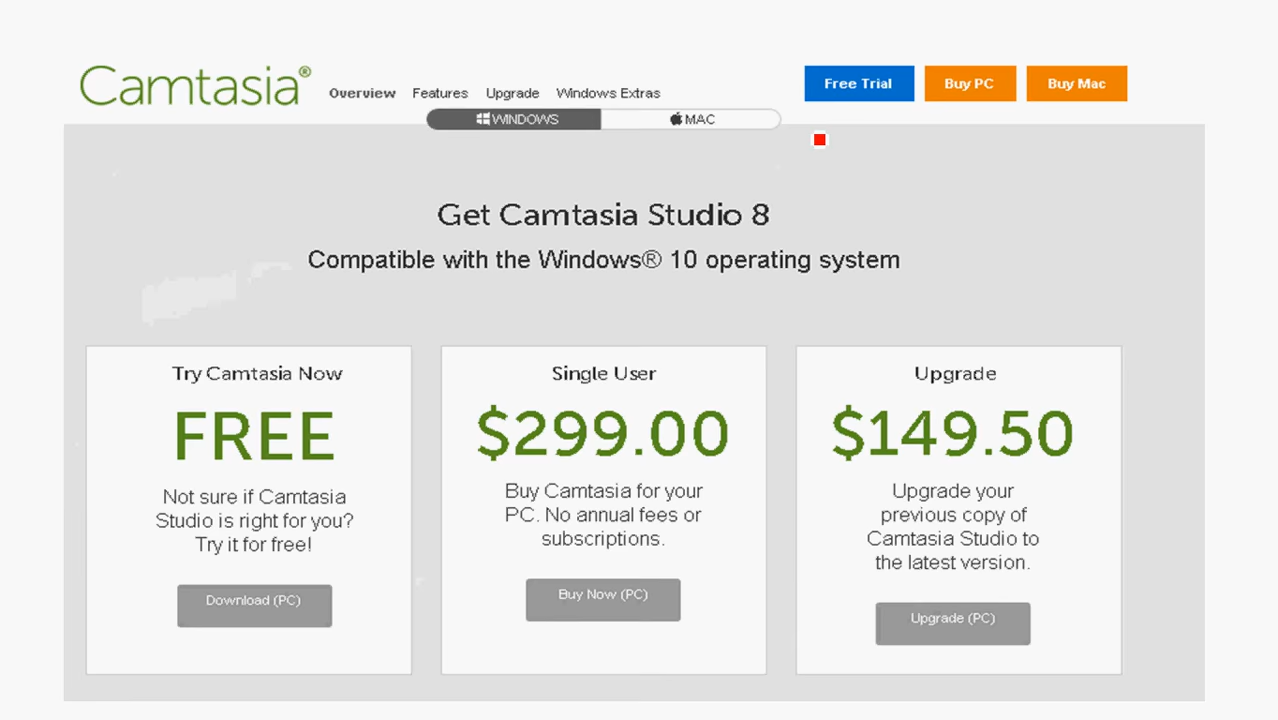 Camtasia®
Overview Features Upgrade Windows Extras
Free Trial Buy PC Buy Mac
WINDOWS MAC
Get Camtasia Studio 8
Compatible with the Windows® 10 operating system
Try Camtasia Now
FREE
Not sure if Camtasia
Studio is right for you?
Try it for free!
Download (PC)
Single User
$299.00
Buy Camtasia for your
PC. No annual fees or
subscriptions.
Buy Now (PC)
Upgrade
$149.50
Upgrade your
previous copy of
Camtasia Studio to
the latest version.
Upgrade (PC)